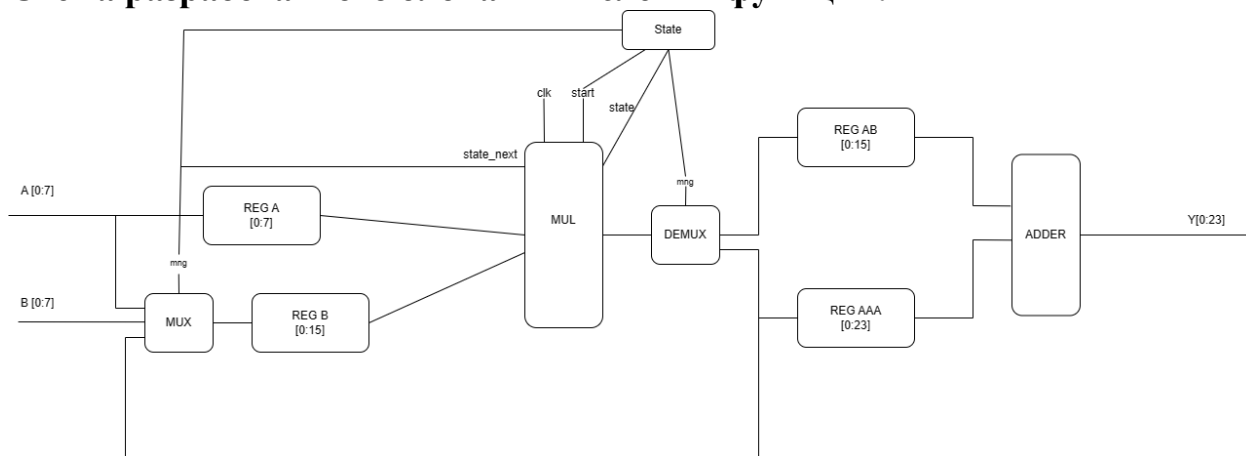 State
clk
start
state
state_next
REG AB
[0:15]
A [0:7]
REG A
[0:7]
mng
MUL
DEMUX
ADDER
Y[0:23]
mng
B [0:7]
MUX
REG B
[0:15]
REG AAA
[0:23]